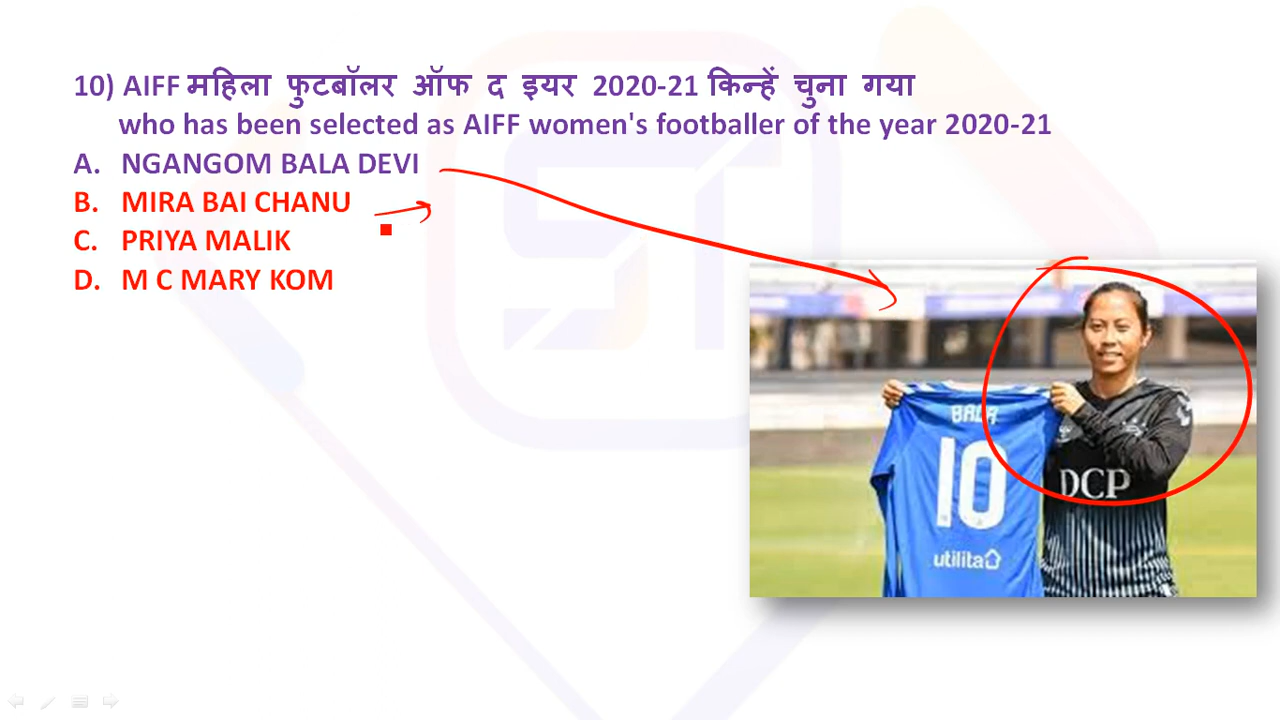 10) AIFF महिला फुटबॉलर ऑफ द इयर 2020-21 किन्हें चुना गया
who has been selected as AIFF women's footballer of the year 2020-21
A. NGANGOM BALA DEVI
B. MIRA BAI CHANU
C. PRIYA MALIK
D. M C MARY KOM
BALA
10
DCP
utilita